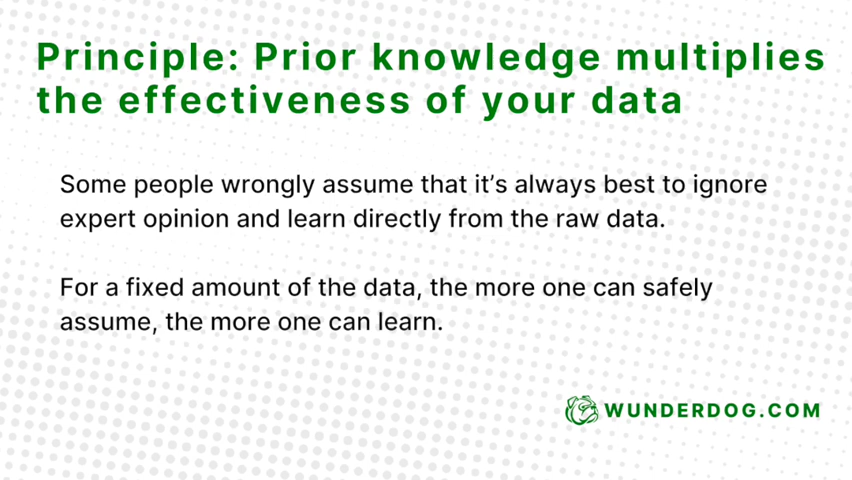 Principle: Prior knowledge multiplies
the effectiveness of your data
Some people wrongly assume that it’s always best to ignore
expert opinion and learn directly from the raw data.
For a fixed amount of the data, the more one can safely
assume, the more one can learn.
WUNDERDOG.COM